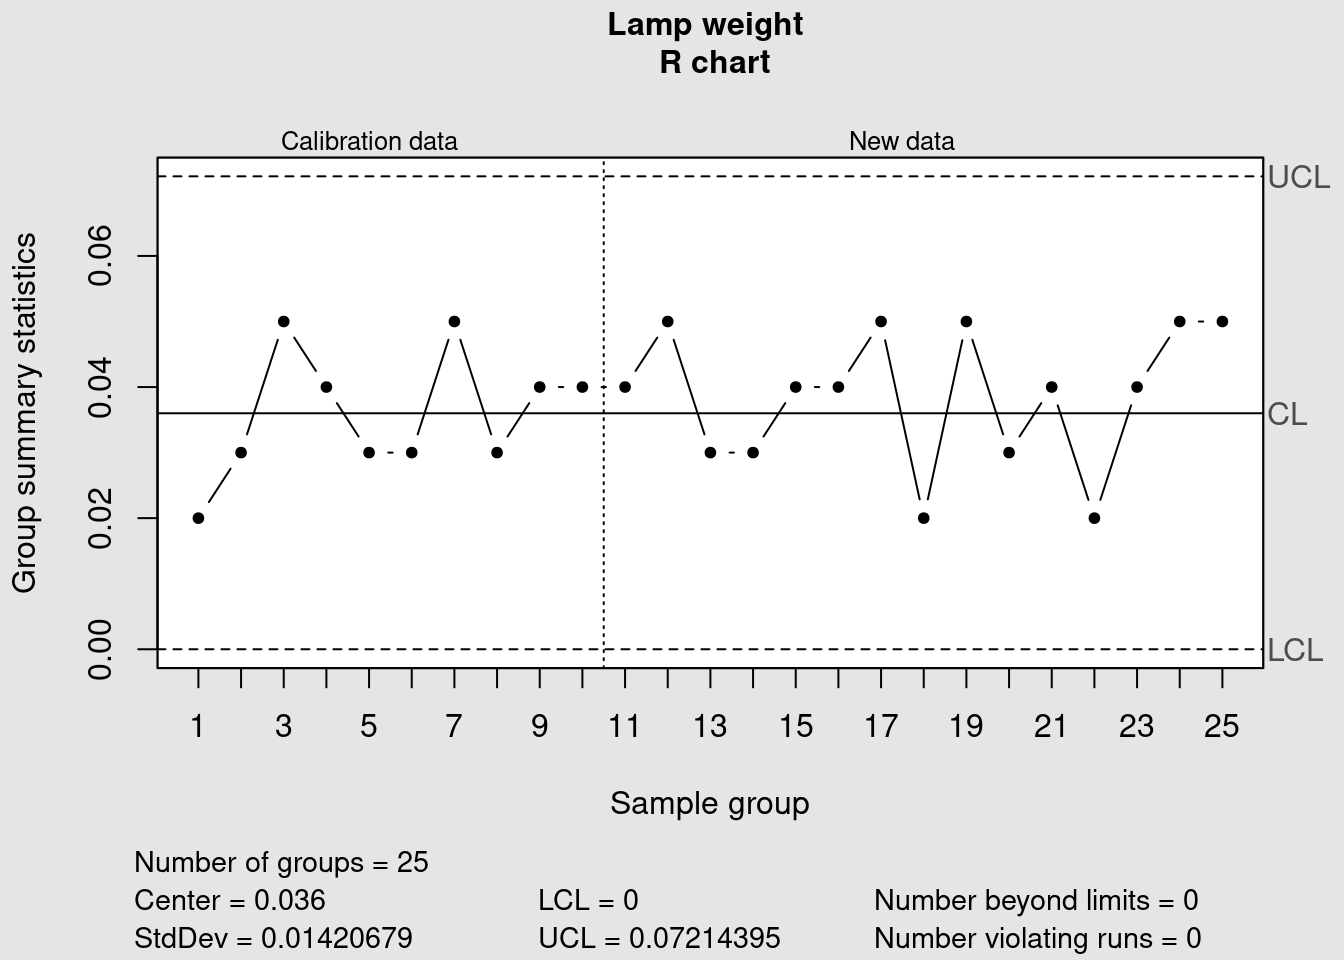 Lamp weight
R chart
Calibration data New data
UCL
CL
LCL
Group summary statistics
0.06
0.04
0.02
0.00
1 3 5 7 9 11 13 15 17 19 21 23 25
Sample group
Number of groups = 25
Center = 0.036 LCL = 0 Number beyond limits = 0
StdDev = 0.01420679 UCL = 0.07214395 Number violating runs = 0